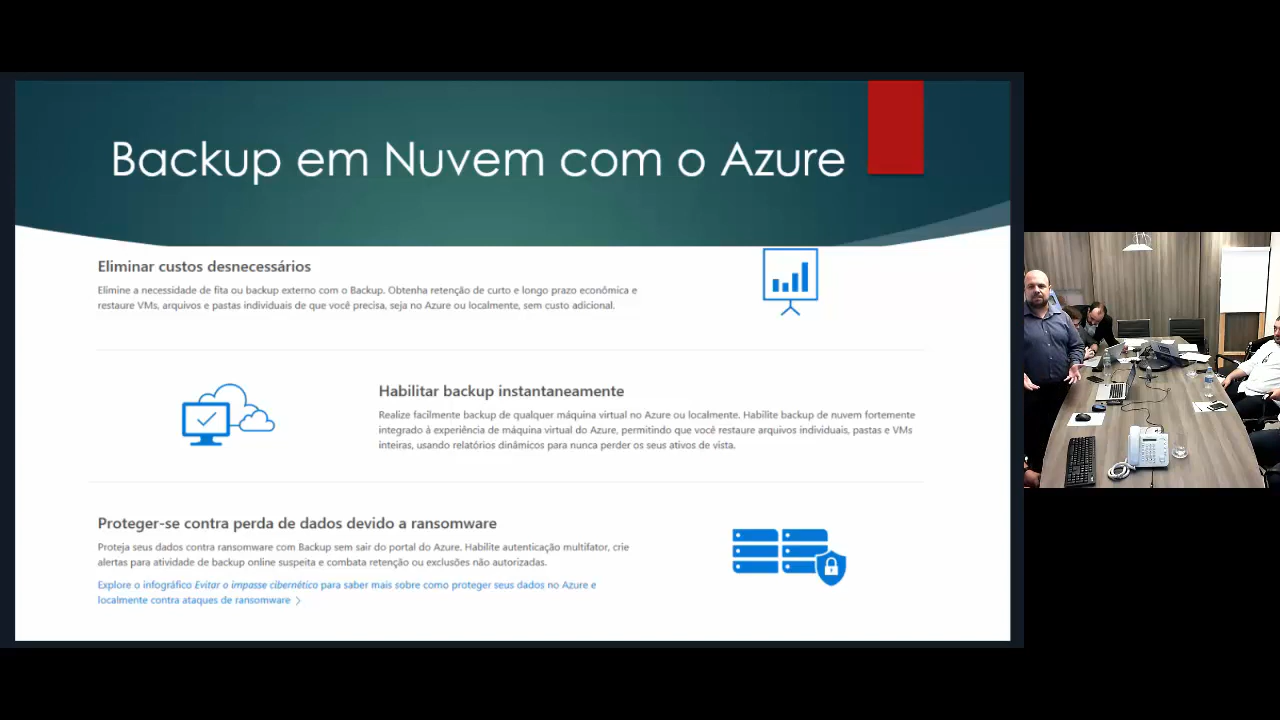 Backup em Nuvem com o Azure
Eliminar custos desnecessários
Elimine a necessidade de fita ou backup externo com o Backup. Obtenha retenção de curto e longo prazo econômica e
restaure VMs, arquivos e pastas individuais de que você precisa, seja no Azure ou localmente, sem custo adicional.
Habilitar backup instantaneamente
Realize facilmente backup de qualquer máquina virtual no Azure ou localmente. Habilite backup de nuvem fortemente
integrado à experiência de máquina virtual do Azure, permitindo que você restaure arquivos individuais, pastas e VMs
inteiras, usando relatórios dinâmicos para nunca perder os seus ativos de vista.
Proteger-se contra perda de dados devido a ransomware
Proteja seus dados contra ransomware com Backup sem sair do portal do Azure. Habilite autenticação multifator, crie
alertas para atividade de backup online suspeita e combata retenção ou exclusões não autorizadas.
Explore o infográfico Evitar o impasse cibernético para saber mais sobre como proteger seus dados no Azure e
localmente contra ataques de ransomware >